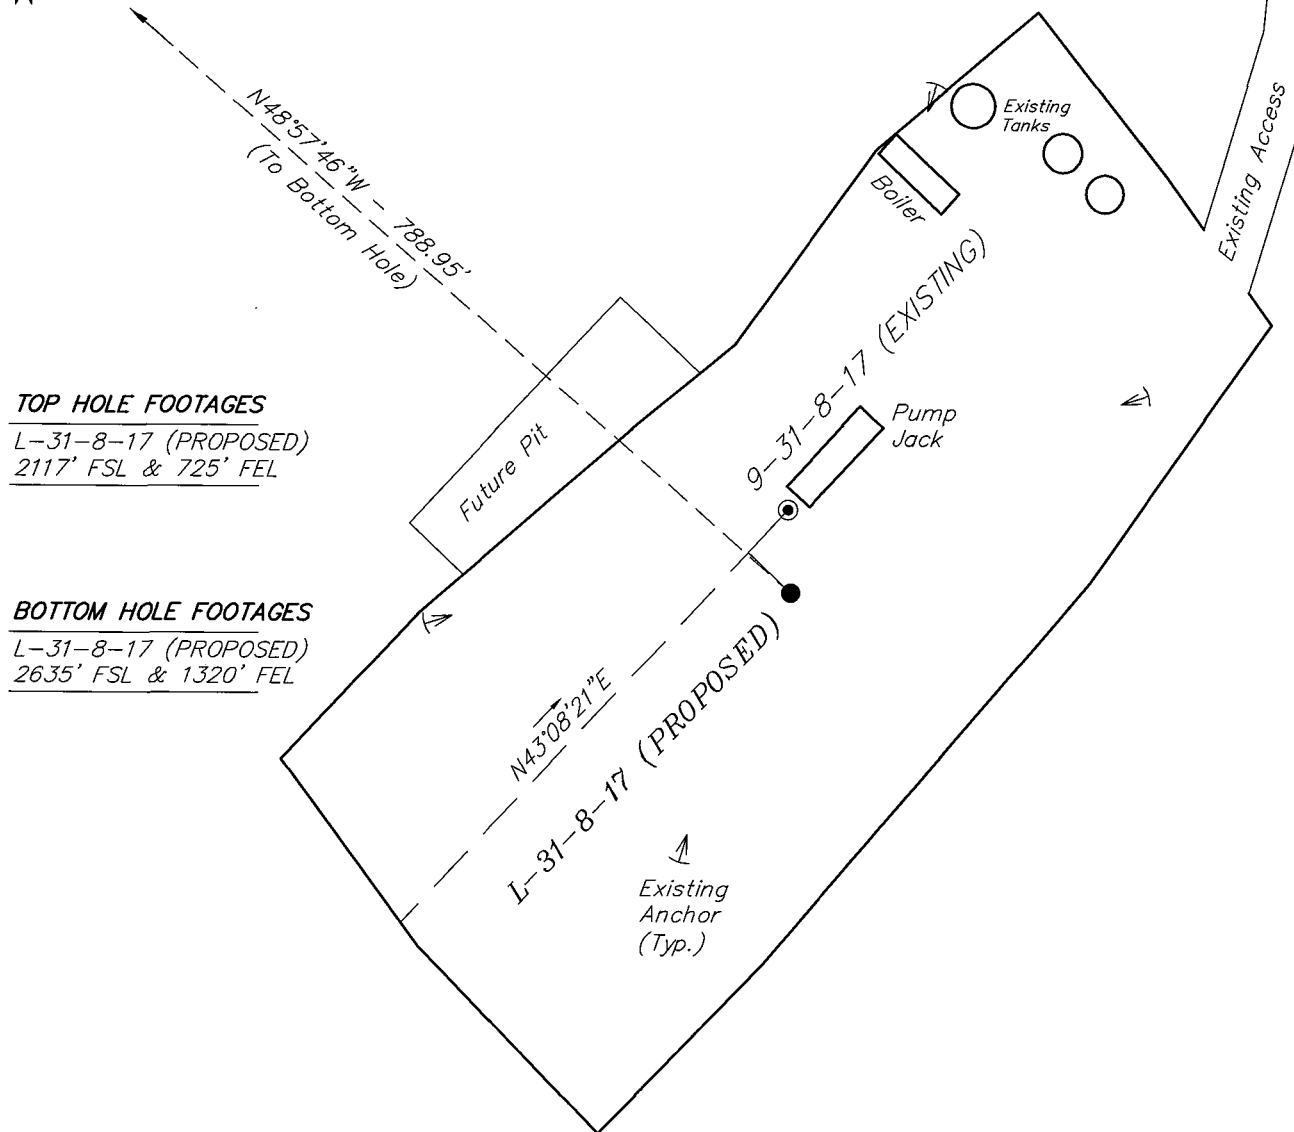 N48°57'46"W - 788.95'
(To Bottom Hole)
Existing
Tanks
Boiler
Existing Access
9-31-8-17 (EXISTING)
Pump
Jack
Future Pit
TOP HOLE FOOTAGES
L-31-8-17 (PROPOSED)
2117' FSL & 725' FEL
BOTTOM HOLE FOOTAGES
L-31-8-17 (PROPOSED)
2635' FSL & 1320' FEL
N43°08'21"E
L-31-8-17 (PROPOSED)
Existing
Anchor
(Typ.)